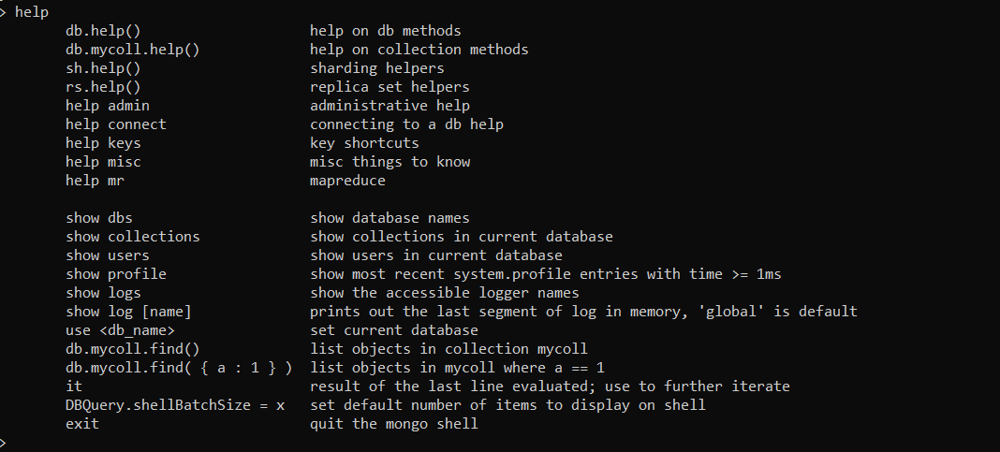 > help
db.help() help on db methods
db.mycoll.help() help on collection methods
sh.help() sharding helpers
rs.help() replica set helpers
help admin administrative help
help connect connecting to a db help
help keys key shortcuts
help misc misc things to know
help mr mapreduce
show dbs show database names
show collections show collections in current database
show users show users in current database
show profile show most recent system.profile entries with time >= 1ms
show logs show the accessible logger names
show log [name] prints out the last segment of log in memory, 'global' is default
use <db_name> set current database
db.mycoll.find() list objects in collection mycoll
db.mycoll.find( { a : 1 } ) list objects in mycoll where a == 1
it result of the last line evaluated; use to further iterate
DBQuery.shellBatchSize = x set default number of items to display on shell
exit quit the mongo shell
>